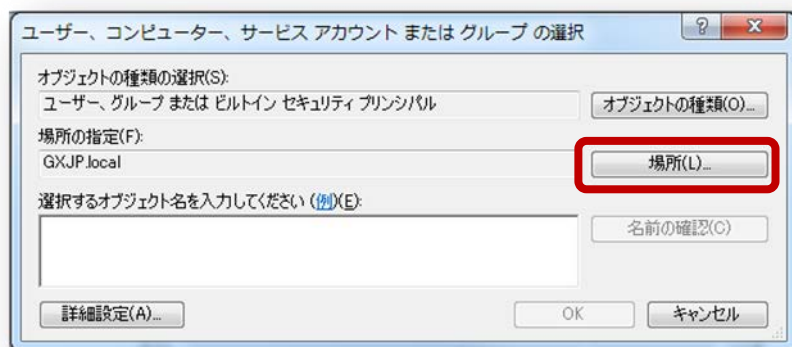 ユーザー、コンピューター、サービス アカウント または グループ の選択
オブジェクトの種類の選択(S):
ユーザー、グループ または ビルトイン セキュリティ プリンシパル
オブジェクトの種類(O)...
場所の指定(F):
GXJP.local
場所(L)...
選択するオブジェクト名を入力してください (例)(E):
名前の確認(C)
詳細設定(A)...
OK
キャンセル